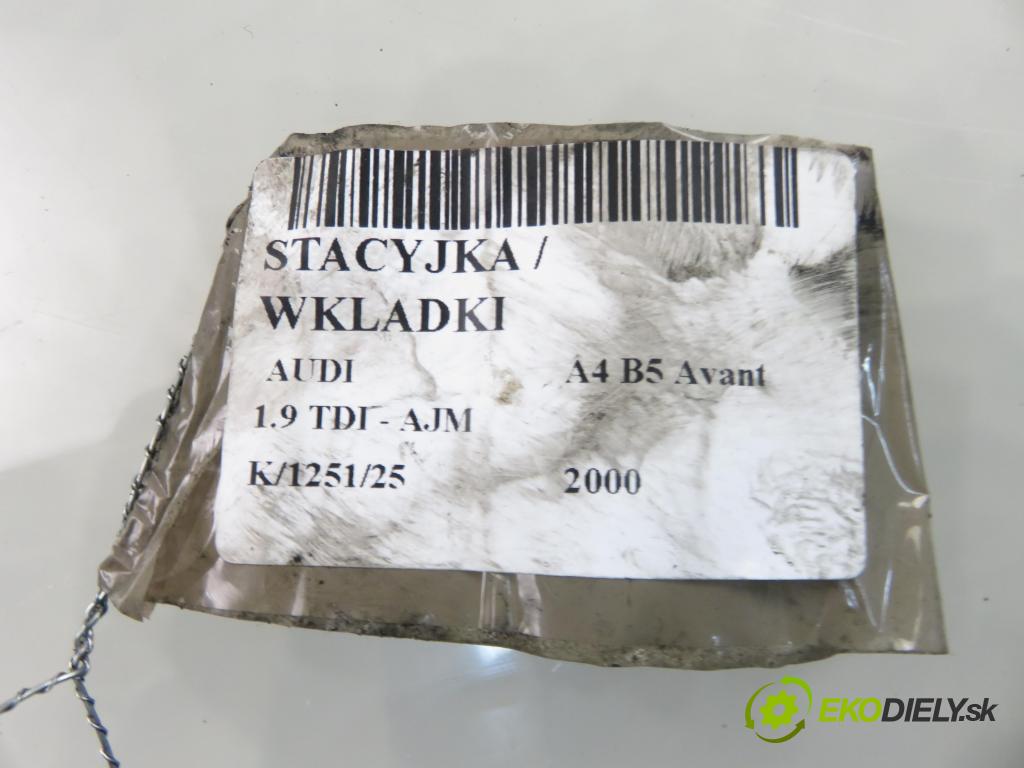 STACYJKA /
WKLADKI
AUDI A4 B5 Avant
1.9 TDI - AJM
K/1251/25 2000
EKODIELY.sk